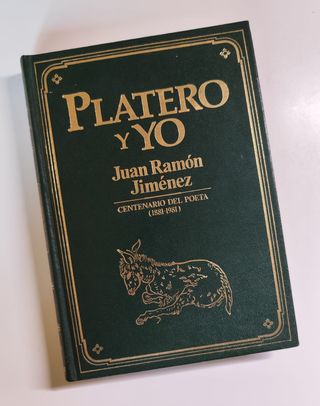 PLATERO
Y YO
Juan Ramón
Jiménez
CENTENARIO DEL POETA
(1881-1981)